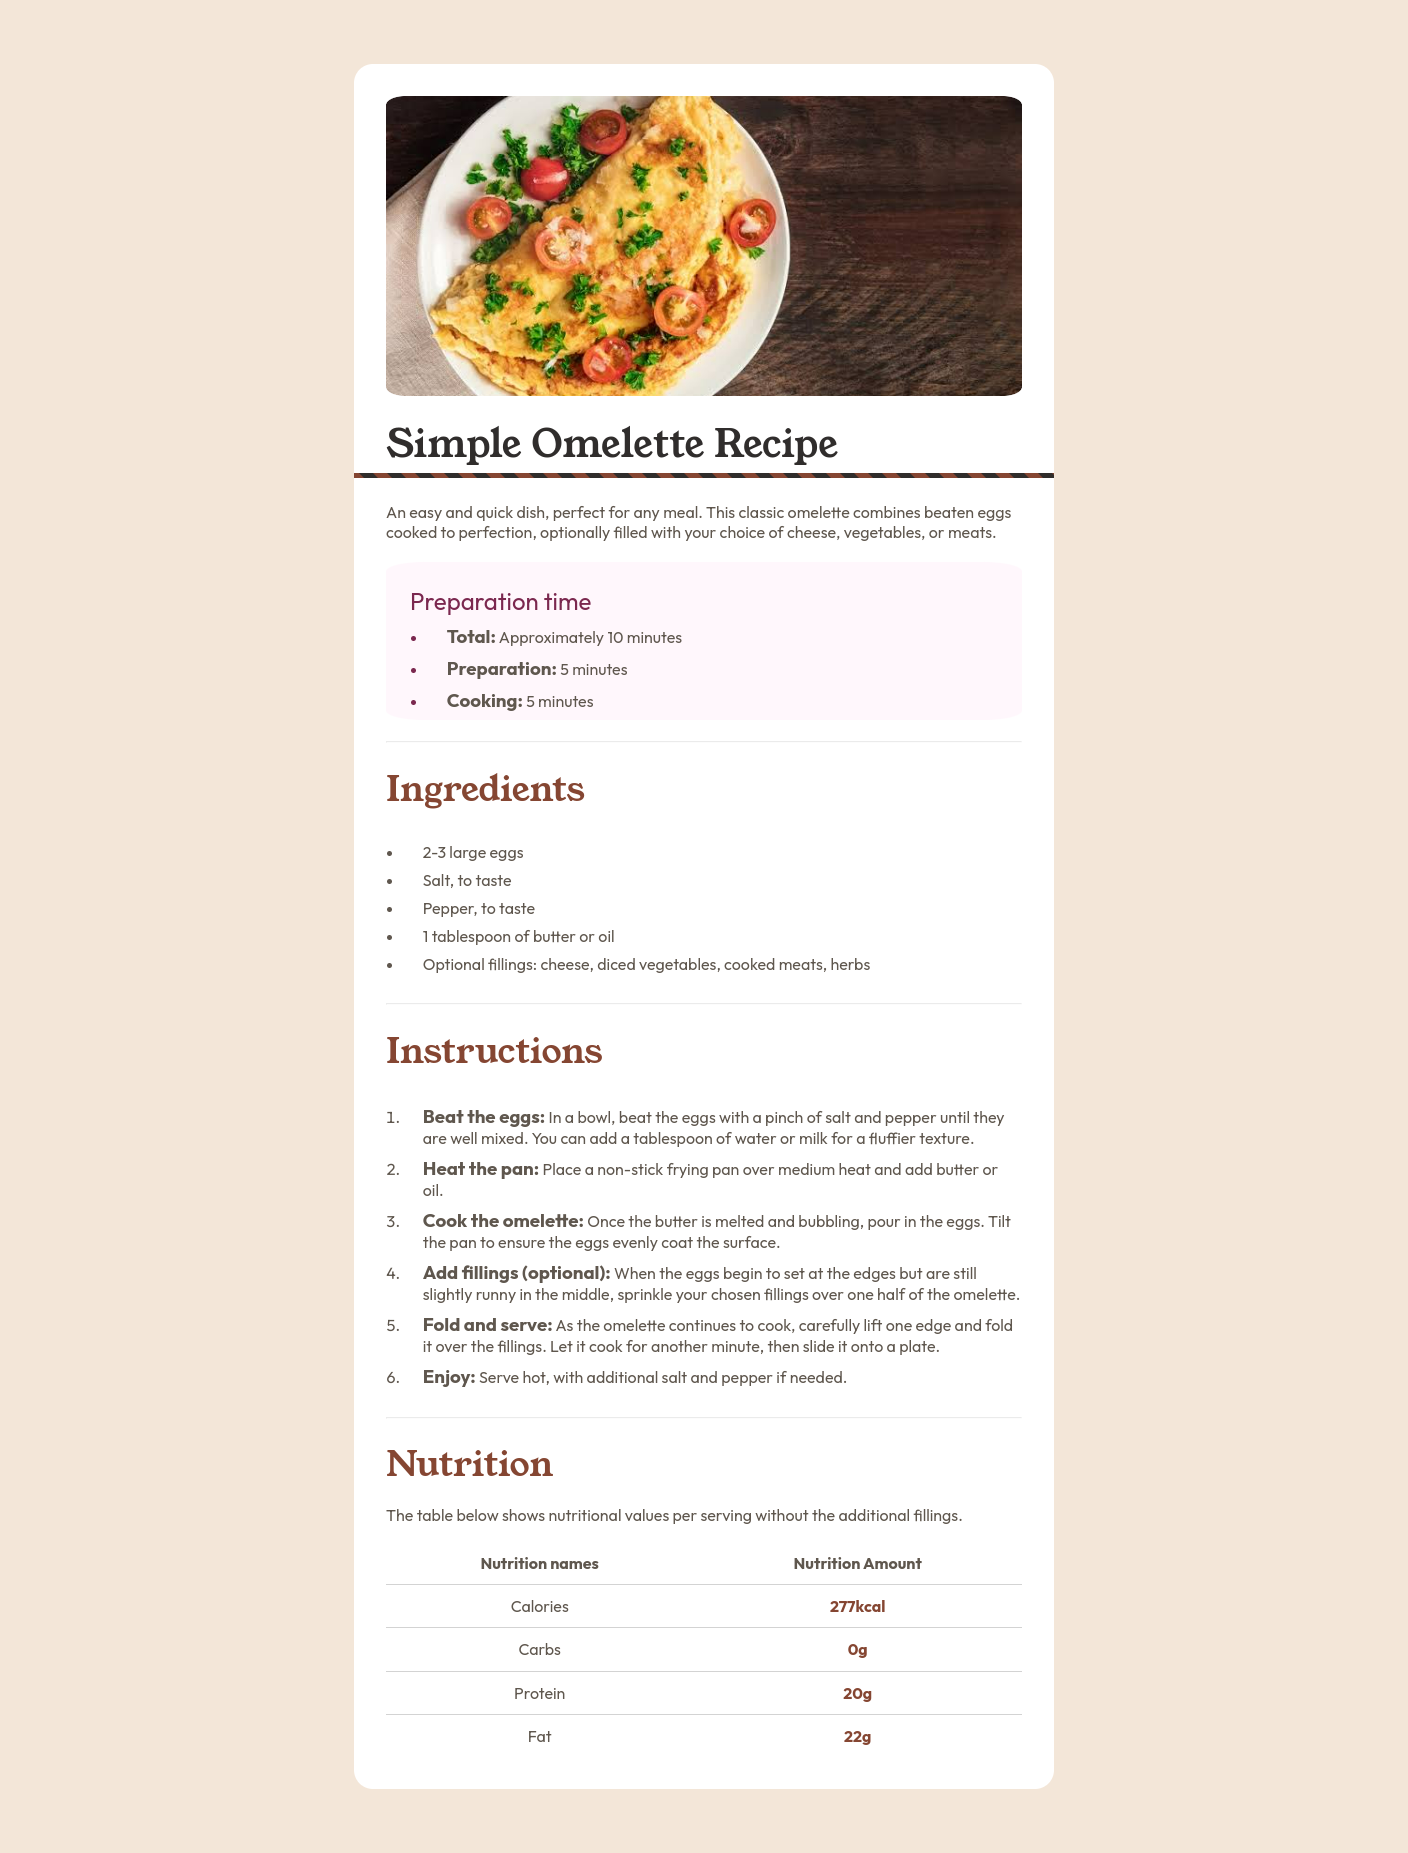 Simple Omelette Recipe
An easy and quick dish, perfect for any meal. This classic omelette combines beaten eggs
cooked to perfection, optionally filled with your choice of cheese, vegetables, or meats.
Preparation time
• Total: Approximately 10 minutes
• Preparation: 5 minutes
• Cooking: 5 minutes
Ingredients
• 2-3 large eggs
• Salt, to taste
• Pepper, to taste
• 1 tablespoon of butter or oil
• Optional fillings: cheese, diced vegetables, cooked meats, herbs
Instructions
1. Beat the eggs: In a bowl, beat the eggs with a pinch of salt and pepper until they
are well mixed. You can add a tablespoon of water or milk for a fluffier texture.
2. Heat the pan: Place a non-stick frying pan over medium heat and add butter or
oil.
3. Cook the omelette: Once the butter is melted and bubbling, pour in the eggs. Tilt
the pan to ensure the eggs evenly coat the surface.
4. Add fillings (optional): When the eggs begin to set at the edges but are still
slightly runny in the middle, sprinkle your chosen fillings over one half of the omelette.
5. Fold and serve: As the omelette continues to cook, carefully lift one edge and fold
it over the fillings. Let it cook for another minute, then slide it onto a plate.
6. Enjoy: Serve hot, with additional salt and pepper if needed.
Nutrition
The table below shows nutritional values per serving without the additional fillings.
Nutrition names Nutrition Amount
Calories 277kcal
Carbs 0g
Protein 20g
Fat 22g